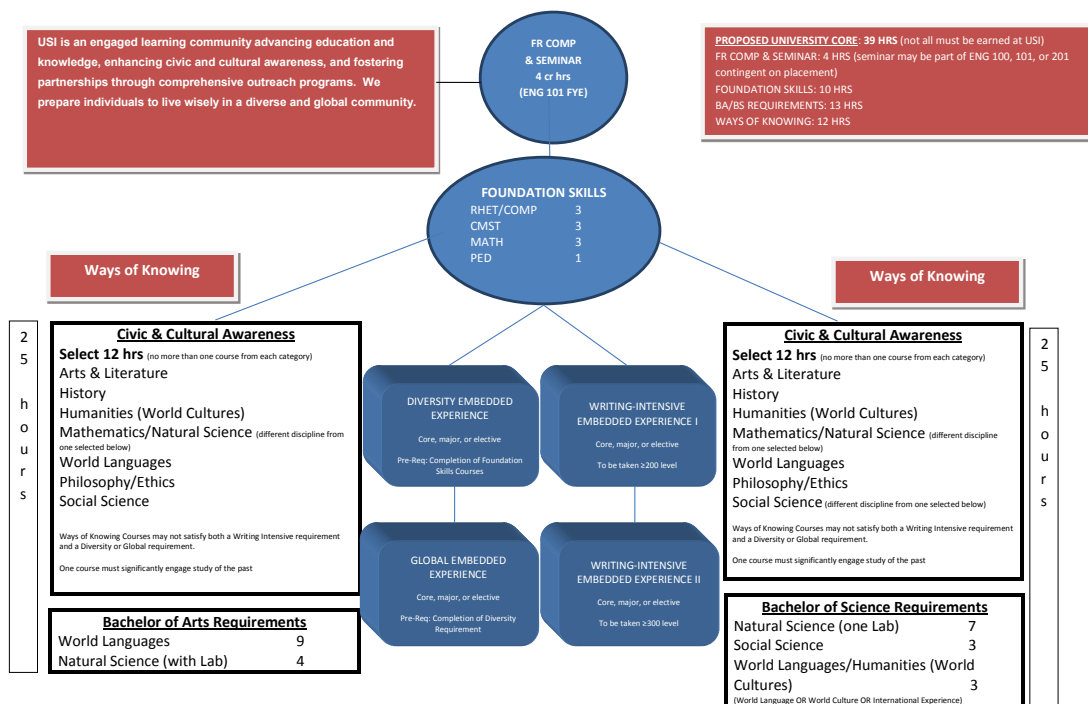 USI is an engaged learning community advancing education and
knowledge, enhancing civic and cultural awareness, and fostering
partnerships through comprehensive outreach programs.  We
prepare individuals to live wisely in a diverse and global community.
FR COMP
& SEMINAR
4 cr hrs
(ENG 101 FYE)
PROPOSED UNIVERSITY CORE: 39 HRS (not all must be earned at USI)
FR COMP & SEMINAR: 4 HRS (seminar may be part of ENG 100, 101, or 201
contingent on placement)
FOUNDATION SKILLS: 10 HRS
BA/BS REQUIREMENTS: 13 HRS
WAYS OF KNOWING: 12 HRS
FOUNDATION SKILLS
RHET/COMP 3
CMST 3
MATH 3
PED 1
Ways of Knowing
Ways of Knowing
2
5
h
o
u
r
s
Civic & Cultural Awareness
Select 12 hrs (no more than one course from each category)
Arts & Literature
History
Humanities (World Cultures)
Mathematics/Natural Science (different discipline from
one selected below)
World Languages
Philosophy/Ethics
Social Science
Ways of Knowing Courses may not satisfy both a Writing Intensive requirement
and a Diversity or Global requirement.
One course must significantly engage study of the past
Bachelor of Arts Requirements
World Languages 9
Natural Science (with Lab) 4
DIVERSITY EMBEDDED
EXPERIENCE
Core, major, or elective
Pre-Req: Completion of Foundation
Skills Courses
WRITING-INTENSIVE
EMBEDDED EXPERIENCE I
Core, major, or elective
To be taken ≥200 level
GLOBAL EMBEDDED
EXPERIENCE
Core, major, or elective
Pre-Req: Completion of Diversity
Requirement
WRITING-INTENSIVE
EMBEDDED EXPERIENCE II
Core, major, or elective
To be taken ≥300 level
Civic & Cultural Awareness
Select 12 hrs (no more than one course from each category)
Arts & Literature
History
Humanities (World Cultures)
Mathematics/Natural Science (different discipline
from one selected below)
World Languages
Philosophy/Ethics
Social Science (different discipline from one selected below)
Ways of Knowing Courses may not satisfy both a Writing Intensive requirement
and a Diversity or Global requirement.
One course must significantly engage study of the past
2
5
h
o
u
r
s
Bachelor of Science Requirements
Natural Science (one Lab) 7
Social Science 3
World Languages/Humanities (World
Cultures) 3
(World Language OR World Culture OR International Experience)